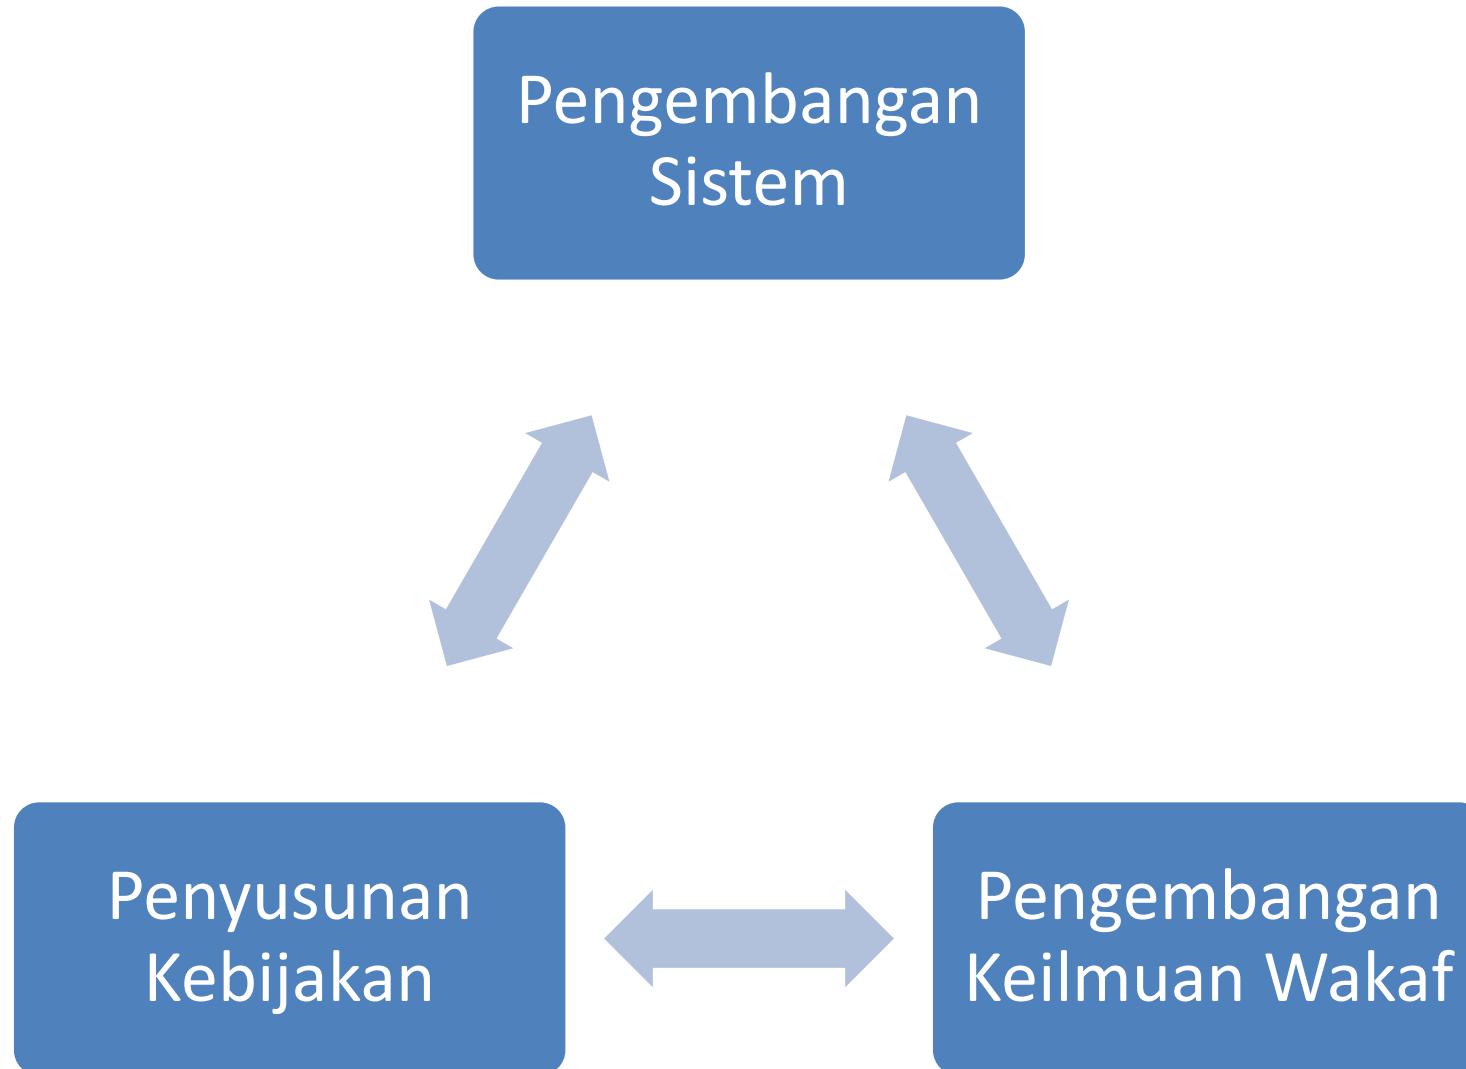 Pengembangan
Sistem
Penyusunan
Kebijakan
Pengembangan
Keilmuan Wakaf